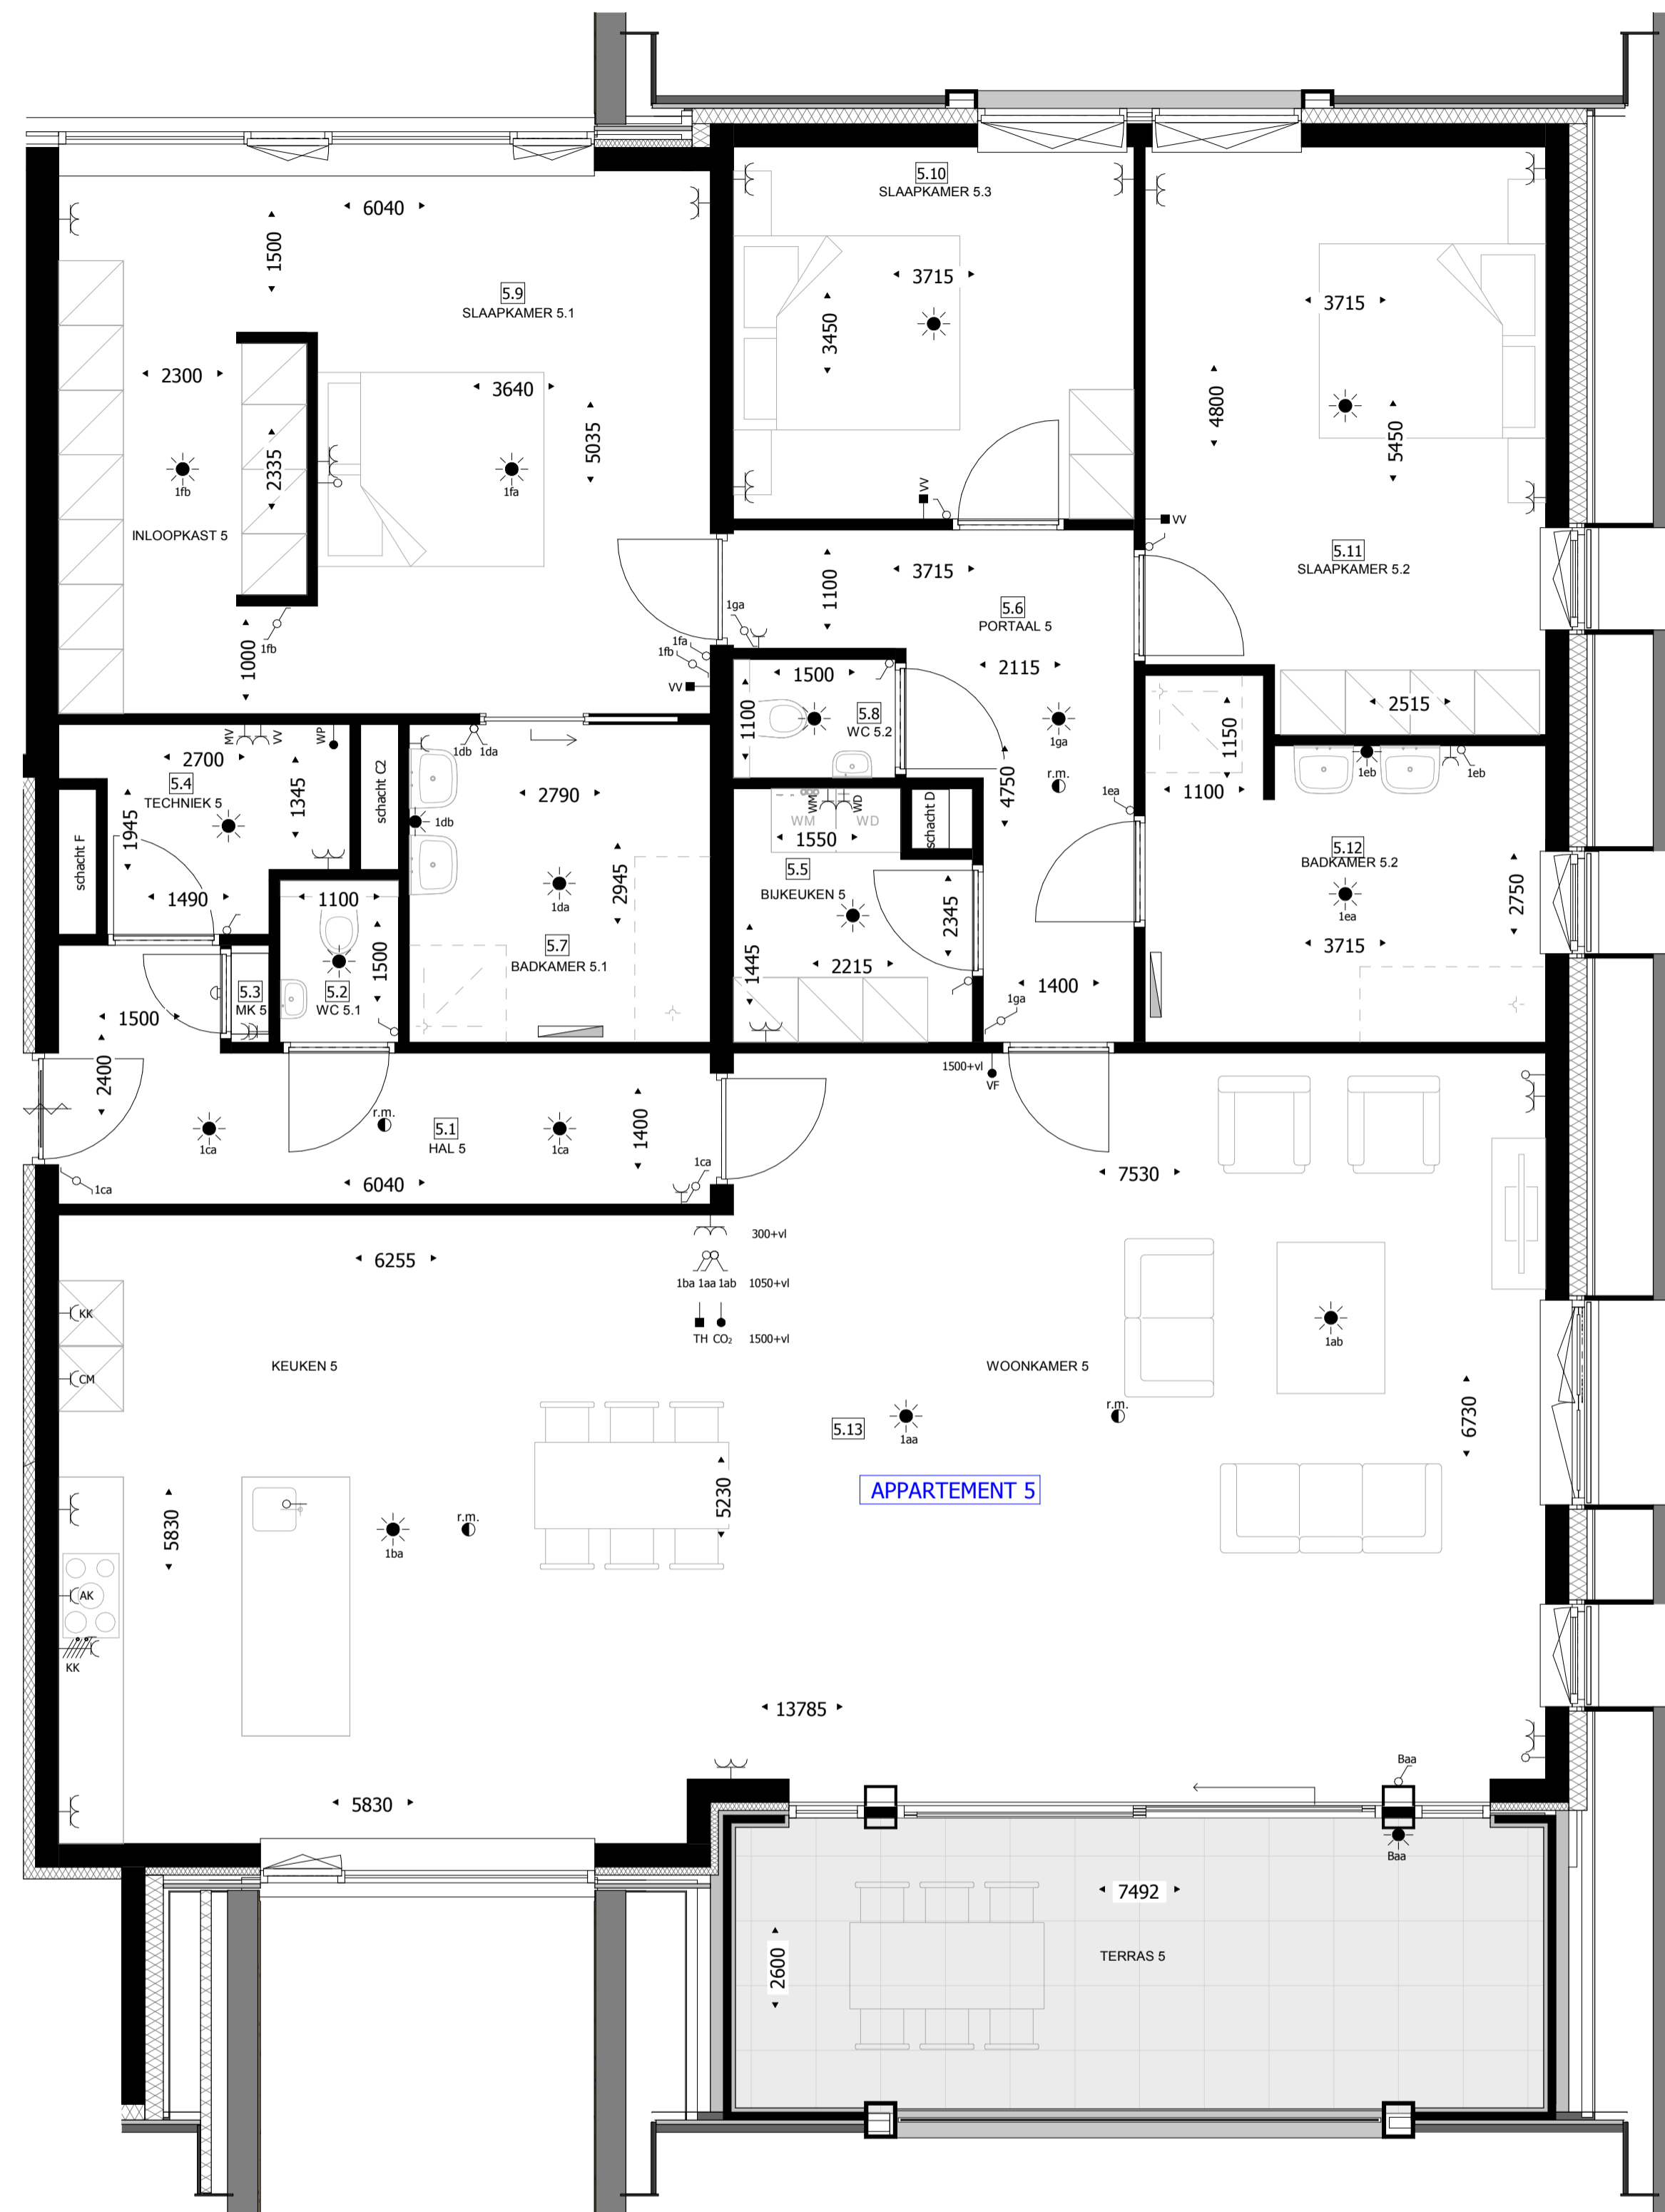 5.10
SLAAPKAMER 5.3
6040
1500
5.9
SLAAPKAMER 5.1
3715
3450
3715
2300
3640
2335
5035
4800
5450
1fb
1fa
INLOOPKAST 5
VV
VV
5.11
SLAAPKAMER 5.2
1100
3715
5.6
PORTAAL 5
1ga
1fb
1000
1fa
1fb
VV
2115
1500
1100
5.8
WC 5.2
1ga
1150
2515
MV
VV
WP
2700
5.4
TECHNIEK 5
1345
1945
schacht F
schacht C2
1db
1da
2790
1db
4750
r.m.
1ea
1100
1eb
1eb
WM
WD
WM
WD
1550
schacht D
5.5
BIJKEUKEN 5
5.12
BADKAMER 5.2
1ea
2750
3715
1490
1100
1500
2945
1da
5.7
BADKAMER 5.1
2345
1445
2215
1400
1ga
5.3
MK 5
5.2
WC 5.1
1500
2400
1500+vl
VF
r.m.
5.1
HAL 5
1ca
1ca
1400
1ca
1ca
6040
7530
6255
300+vl
1ba 1aa 1ab
1050+vl
TH CO₂
1500+vl
KK
CM
KEUKEN 5
WOONKAMER 5
1ab
r.m.
6730
5.13
1aa
APPARTEMENT 5
5830
5230
r.m.
1ba
AK
KK
13785
5830
Baa
Baa
7492
2600
TERRAS 5